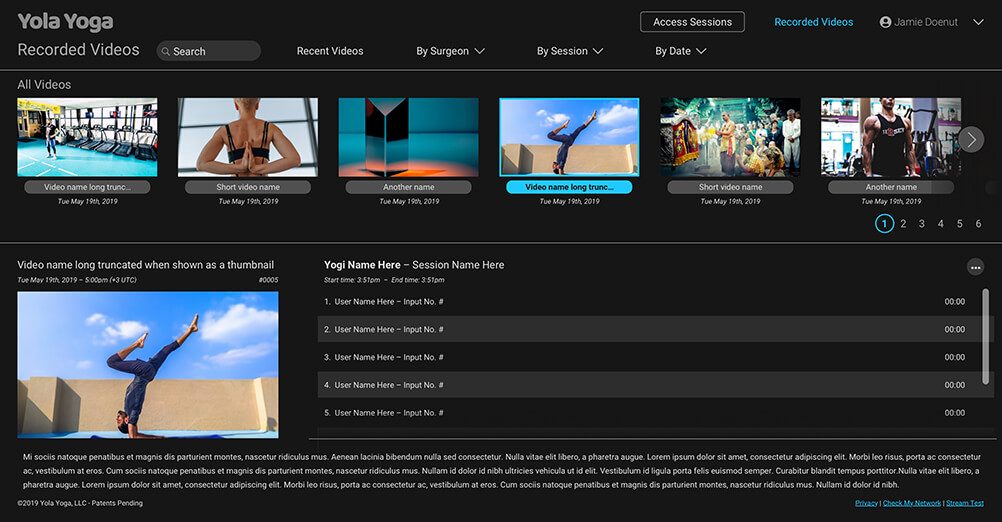 Yola Yoga
Access Sessions
Recorded Videos
Jamie Doenut
Recorded Videos
Search
Recent Videos
By Surgeon
By Session
By Date
All Videos
Video name long trunc...
Short video name
Another name
Video name long trunc...
Short video name
Another name
Tue May 19th, 2019
Tue May 19th, 2019
Tue May 19th, 2019
Tue May 19th, 2019
Tue May 19th, 2019
Tue May 19th, 2019
1 2 3 4 5 6
Video name long truncated when shown as a thumbnail
Tue May 19th, 2019 – 5:00pm (+3 UTC) #0005
Yogi Name Here – Session Name Here
Start time: 3:51pm – End time: 3:51pm
1. User Name Here – Input No. # 00:00
2. User Name Here – Input No. # 00:00
3. User Name Here – Input No. # 00:00
4. User Name Here – Input No. # 00:00
5. User Name Here – Input No. # 00:00
Mi sociis natoque penatibus et magnis dis parturient montes, nascetur ridiculus mus. Aenean lacinia bibendum nulla sed consectetur. Nulla vitae elit libero, a pharetra augue. Lorem ipsum dolor sit amet, consectetur adipiscing elit. Morbi leo risus, porta ac consectetur
ac, vestibulum at eros. Cum sociis natoque penatibus et magnis dis parturient montes, nascetur ridiculus mus. Nullam id dolor id nibh ultricies vehicula ut id elit. Vestibulum id ligula porta felis euismod semper. Curabitur blandit tempus porttitor.Nulla vitae elit libero, a
pharetra augue. Lorem ipsum dolor sit amet, consectetur adipiscing elit. Morbi leo risus, porta ac consectetur ac, vestibulum at eros. Cum sociis natoque penatibus et magnis dis parturient montes, nascetur ridiculus mus. Nullam id dolor id nibh.
©2019 Yola Yoga, LLC - Patents Pending
Privacy | Check My Network | Stream Test